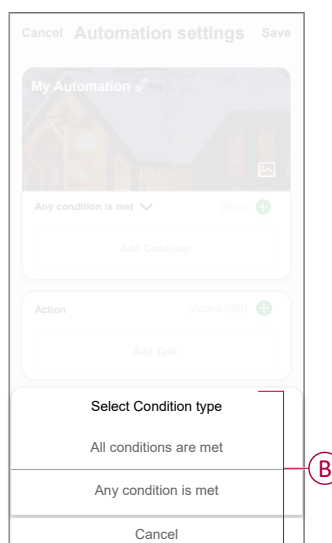 Cancel Automation settings Save
My Automation
Any condition is met (0/10)
Add Condition
Action (Added 0/80)
Add Task
Select Condition type
All conditions are met
Any condition is met
Cancel
B